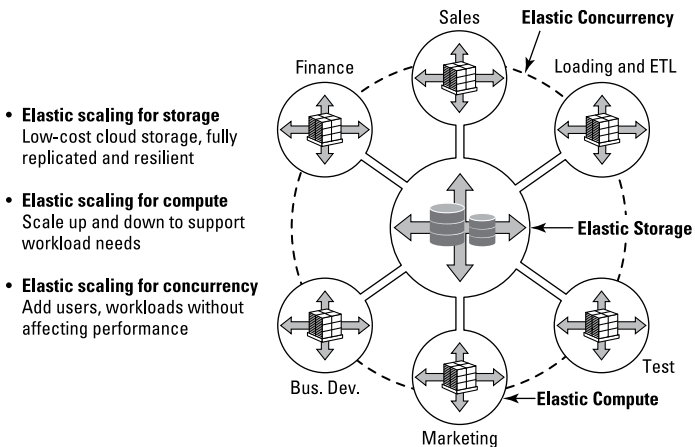 • Elastic scaling for storage
Low-cost cloud storage, fully
replicated and resilient
• Elastic scaling for compute
Scale up and down to support
workload needs
• Elastic scaling for concurrency
Add users, workloads without
affecting performance
Sales
Elastic Concurrency
Finance
Loading and ETL
Elastic Storage
Bus. Dev.
Test
Elastic Compute
Marketing